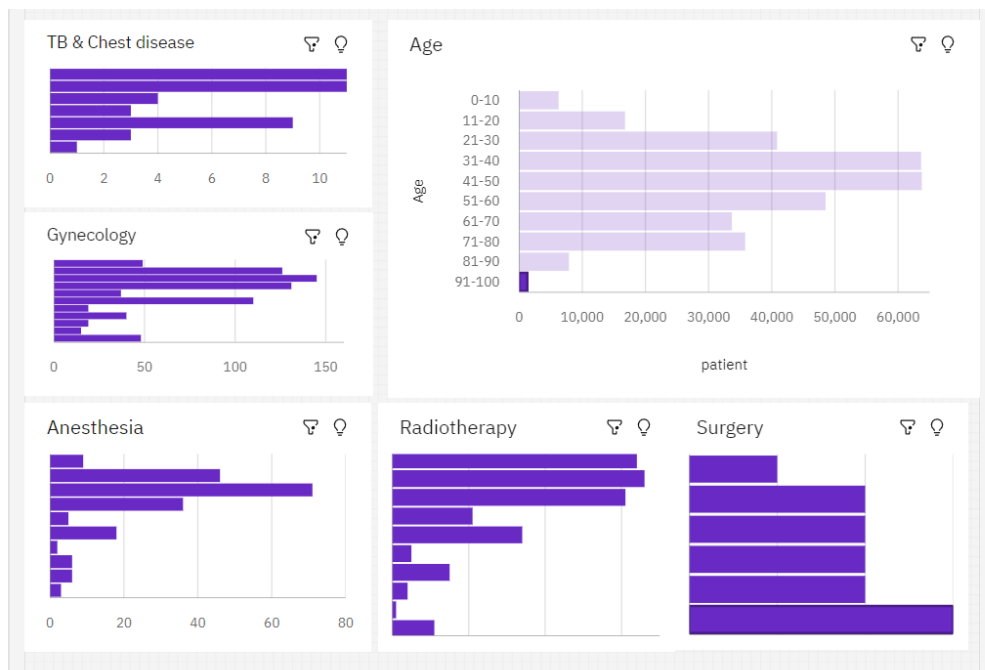 TB & Chest disease
0 2 4 6 8 10
Age
0-10
11-20
21-30
31-40
41-50
51-60
61-70
71-80
81-90
91-100
Age
0 10,000 20,000 30,000 40,000 50,000 60,000
patient
Gynecology
0 50 100 150
Anesthesia
0 20 40 60 80
Radiotherapy
Surgery